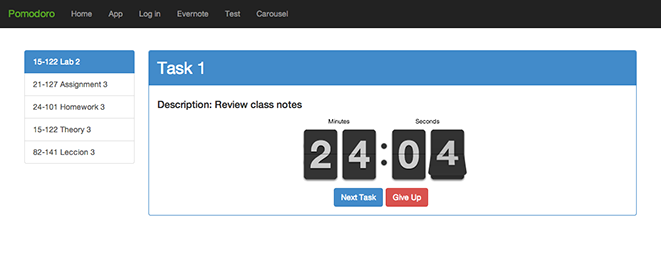 Pomodoro Home App Log in Evernote Test Carousel
15-122 Lab 2
21-127 Assignment 3
24-101 Homework 3
15-122 Theory 3
82-141 Leccion 3
Task 1
Description: Review class notes
Minutes Seconds
24:04
Next Task Give Up